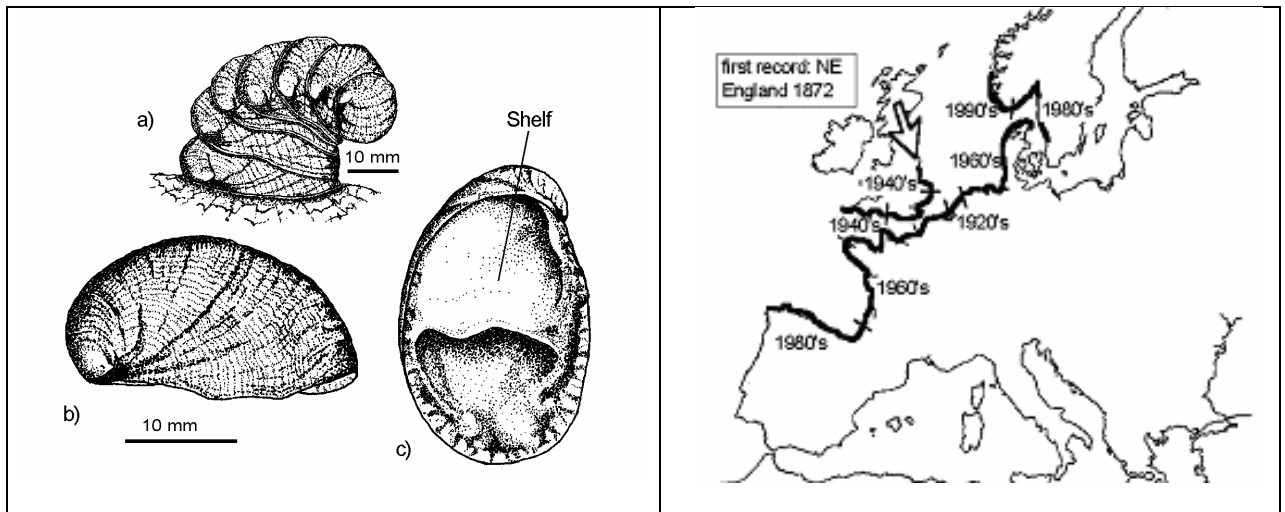 a)
10 mm
Shelf
b)
10 mm
c)
first record: NE
England 1872
1990's
1980's
1960's
1940's
1940's
1920's
1960's
1980's